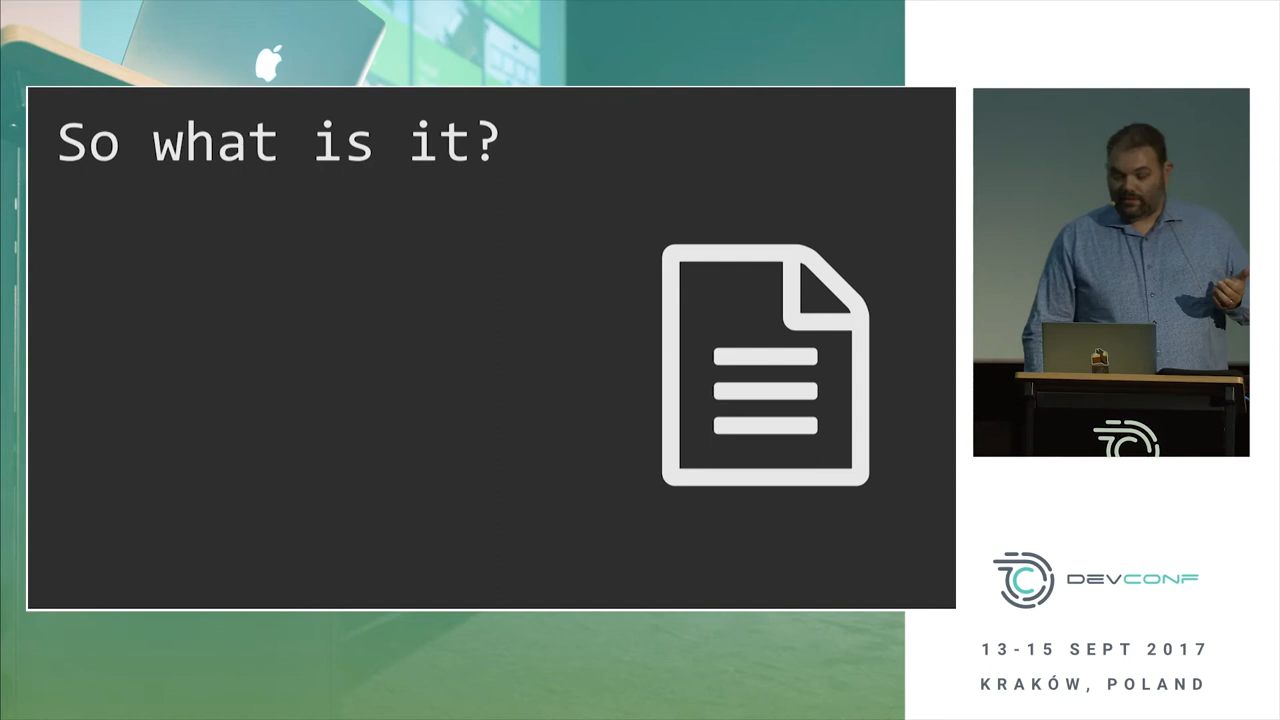 So what is it?
DEVCONF
13-15 SEPT 2017
KRAKÓW, POLAND